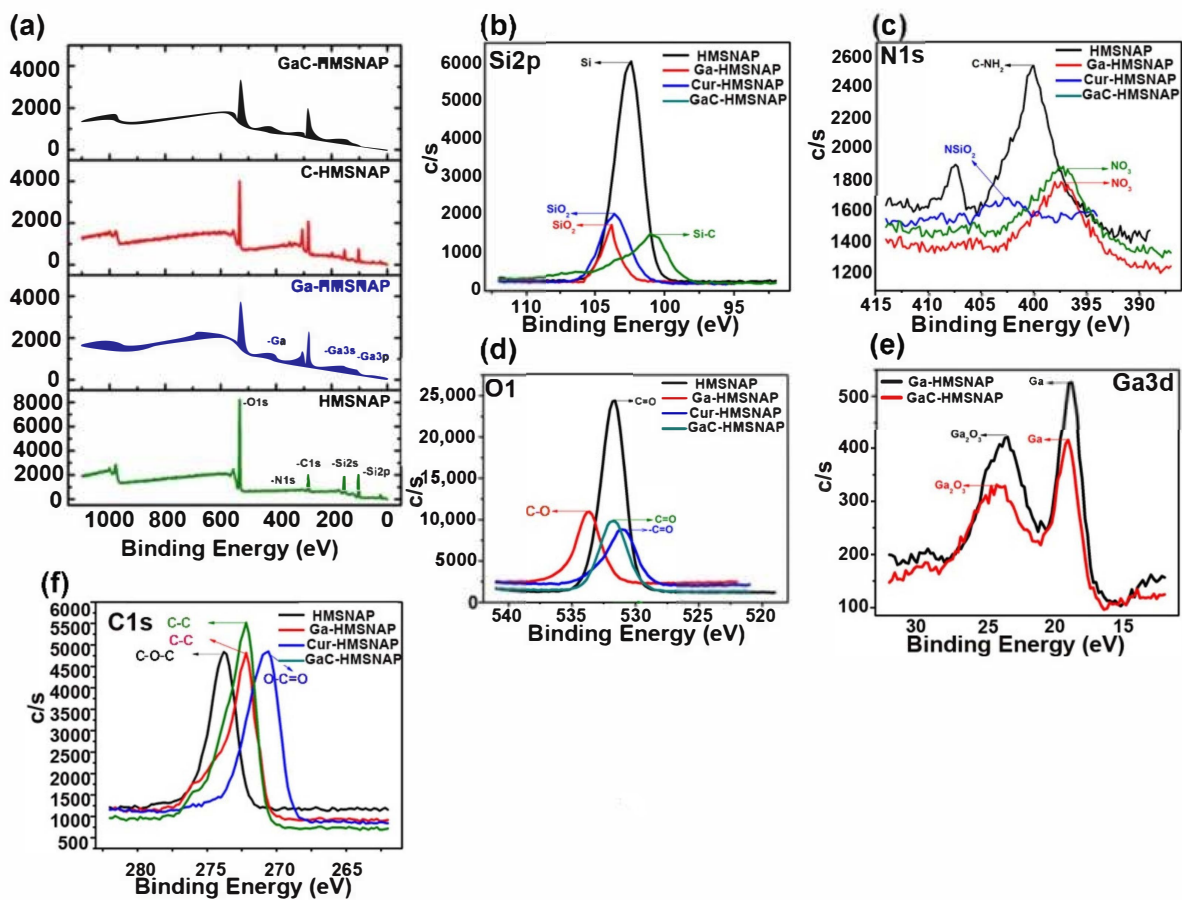 (a)
GaC-HMSNAP
4000
2000
0
C-HMSNAP
4000
2000
0
Ga-HMSNAP
4000
2000
0
-Ga
-Ga3s
-Ga3p
HMSNAP
8000
6000
4000
2000
0
-O1s
-N1s
-C1s
-Si2s
-Si2p
1000 800 600 400 200 0
Binding Energy (eV)
(b)
Si2p
HMSNAP
Ga-HMSNAP
Cur-HMSNAP
GaC-HMSNAP
Si
SiO2
SiO2
Si-C
c/s
6000
5000
4000
3000
2000
1000
0
110 105 100 95
Binding Energy (eV)
(c)
N1s
HMSNAP
Ga-HMSNAP
Cur-HMSNAP
GaC-HMSNAP
C-NH2
NSiO2
NO3
NO3
c/s
2600
2400
2200
2000
1800
1600
1400
1200
414 410 405 400 395 390
Binding Energy (eV)
(d)
O1
HMSNAP
Ga-HMSNAP
Cur-HMSNAP
GaC-HMSNAP
C=O
C-O
C=O
-C=O
c/s
25,000
20,000
15,000
10,000
5000
2500
0
540 535 530 525 520
Binding Energy (eV)
(e)
Ga3d
Ga-HMSNAP
GaC-HMSNAP
Ga
Ga2O3
Ga
Ga2O3
c/s
500
400
300
200
100
32 28 24 20 16 12
Binding Energy (eV)
(f)
C1s
HMSNAP
Ga-HMSNAP
Cur-HMSNAP
GaC-HMSNAP
C-C
C-C
C-O-C
O-C=O
c/s
6000
5500
5000
4500
4000
3500
3000
2500
2000
1500
1000
500
280 275 270 265
Binding Energy (eV)